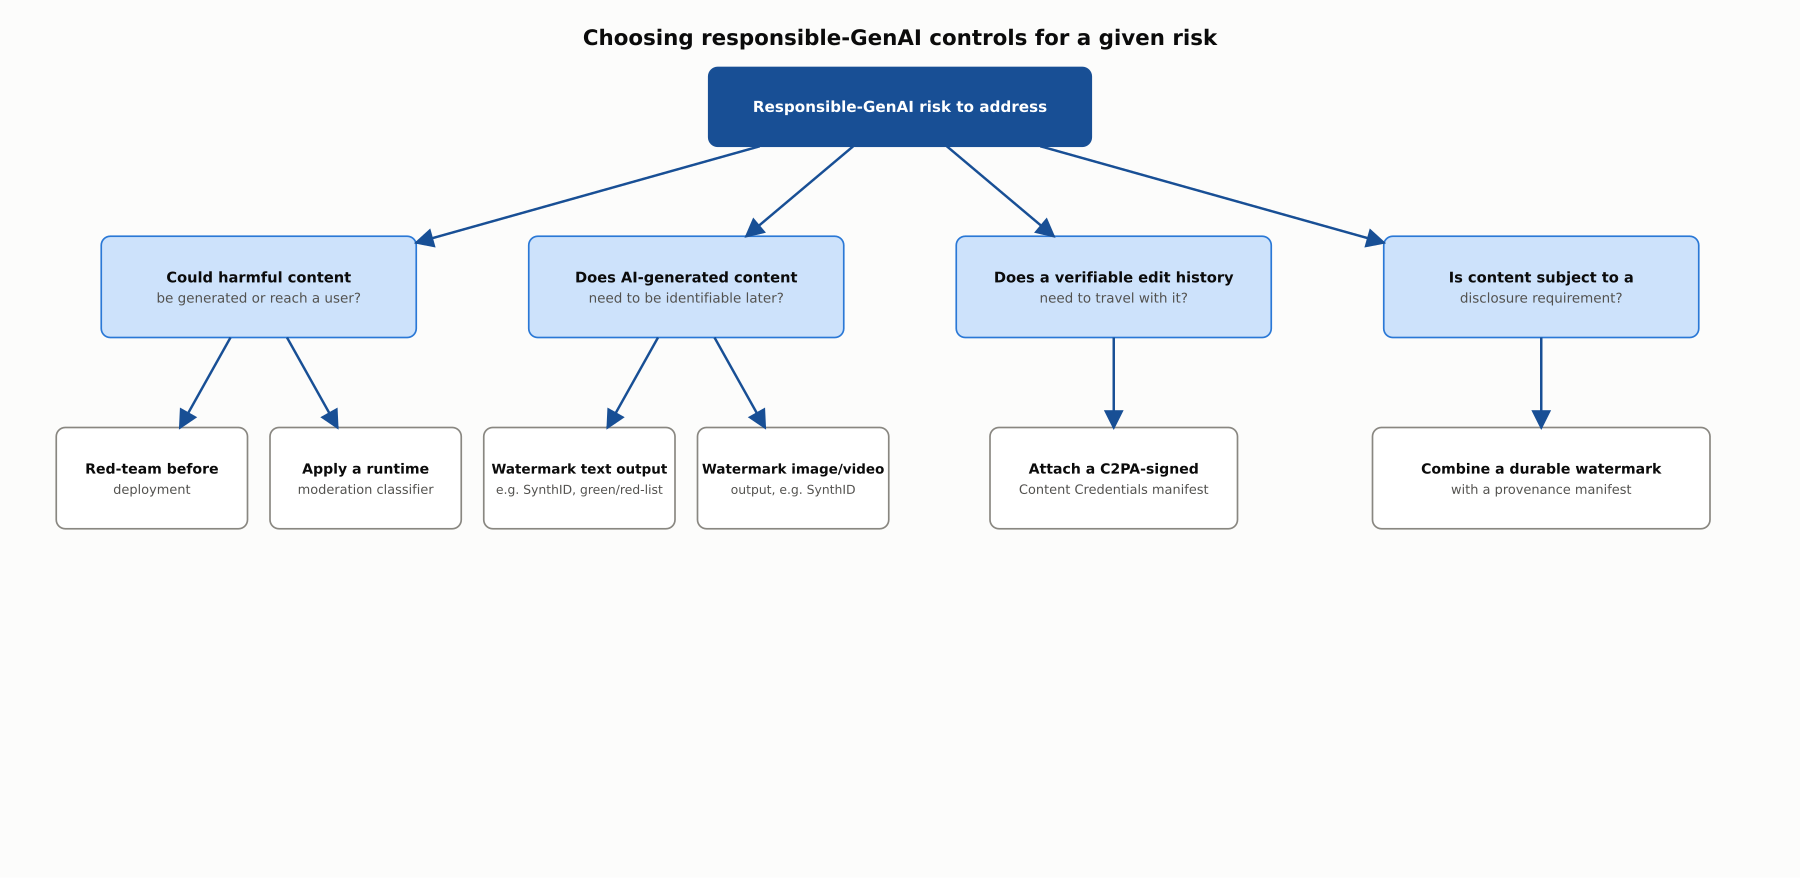 Choosing responsible-GenAI controls for a given risk
Responsible-GenAI risk to address
Could harmful content
be generated or reach a user?
Does AI-generated content
need to be identifiable later?
Does a verifiable edit history
need to travel with it?
Is content subject to a
disclosure requirement?
Red-team before
deployment
Apply a runtime
moderation classifier
Watermark text output
e.g. SynthID, green/red-list
Watermark image/video
output, e.g. SynthID
Attach a C2PA-signed
Content Credentials manifest
Combine a durable watermark
with a provenance manifest